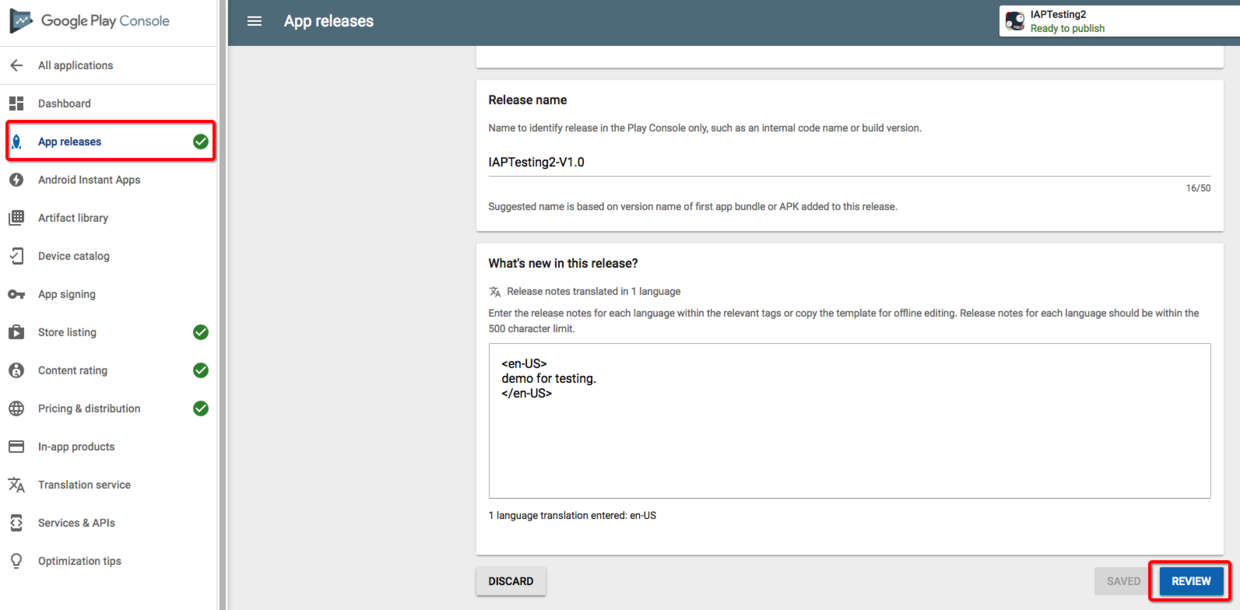 Google Play Console
App releases
IAPTesting2
Ready to publish
All applications
Dashboard
App releases
Android Instant Apps
Artifact library
Device catalog
App signing
Store listing
Content rating
Pricing & distribution
In-app products
Translation service
Services & APIs
Optimization tips
Release name
Name to identify release in the Play Console only, such as an internal code name or build version.
IAPTesting2-V1.0
16/50
Suggested name is based on version name of first app bundle or APK added to this release.
What's new in this release?
Release notes translated in 1 language
Enter the release notes for each language within the relevant tags or copy the template for offline editing. Release notes for each language should be within the
500 character limit.
<en-US>
demo for testing.
</en-US>
1 language translation entered: en-US
DISCARD
SAVED
REVIEW